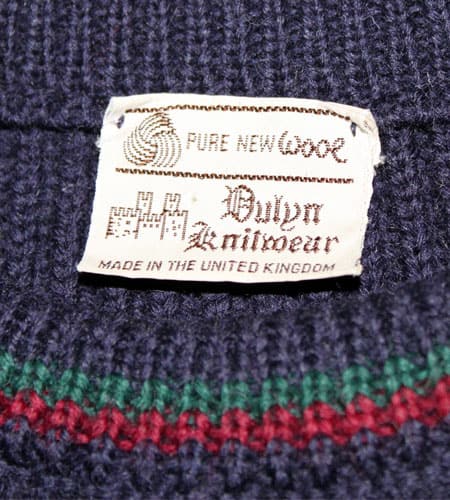 PURE NEW WOOL
Dulyn
Knitwear
MADE IN THE UNITED KINGDOM